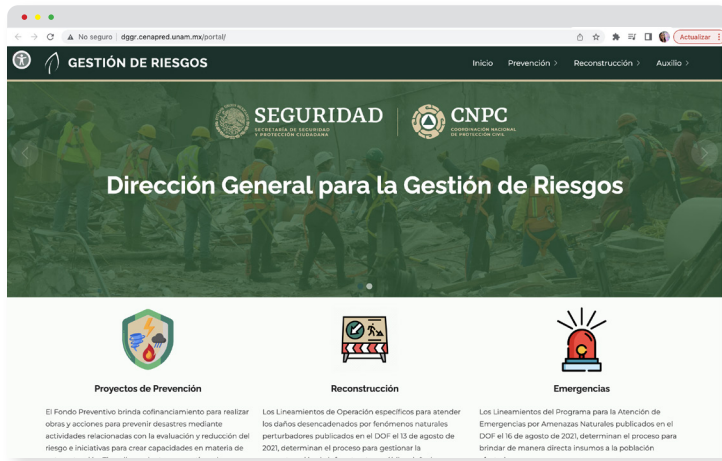 No seguro | dggr.cenapred.unam.mx/portal/
Actualizar
GESTIÓN DE RIESGOS
Inicio Prevención Reconstrucción Auxilio
SEGURIDAD
SECRETARÍA DE SEGURIDAD
Y PROTECCIÓN CIUDADANA
CNPC
COORDINACIÓN NACIONAL
DE PROTECCIÓN CIVIL
Dirección General para la Gestión de Riesgos
Proyectos de Prevención
El Fondo Preventivo brinda cofinanciamiento para realizar
obras y acciones para prevenir desastres mediante
actividades relacionadas con la evaluación y reducción del
riesgo e iniciativas para crear capacidades en materia de
Reconstrucción
Los Lineamientos de Operación específicos para atender
los daños desencadenados por fenómenos naturales
perturbadores publicados en el DOF el 13 de agosto de
2021, determinan el proceso para gestionar la
Emergencias
Los Lineamientos del Programa para la Atención de
Emergencias por Amenazas Naturales publicados en el
DOF el 16 de agosto de 2021, determinan el proceso para
brindar de manera directa insumos a la población